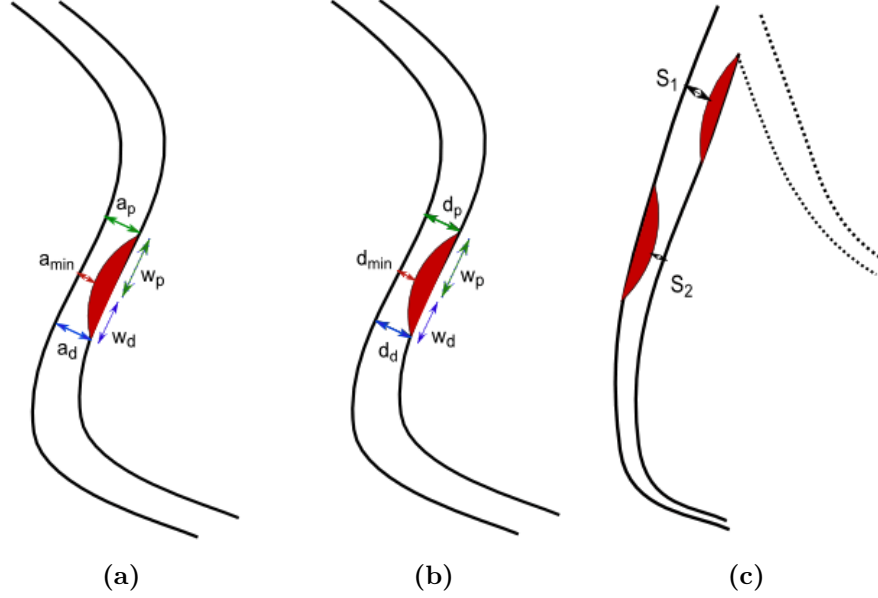 a_p
a_min
w_p
w_d
a_d
d_p
d_min
w_p
w_d
d_d
S_1
S_2
(a)
(b)
(c)